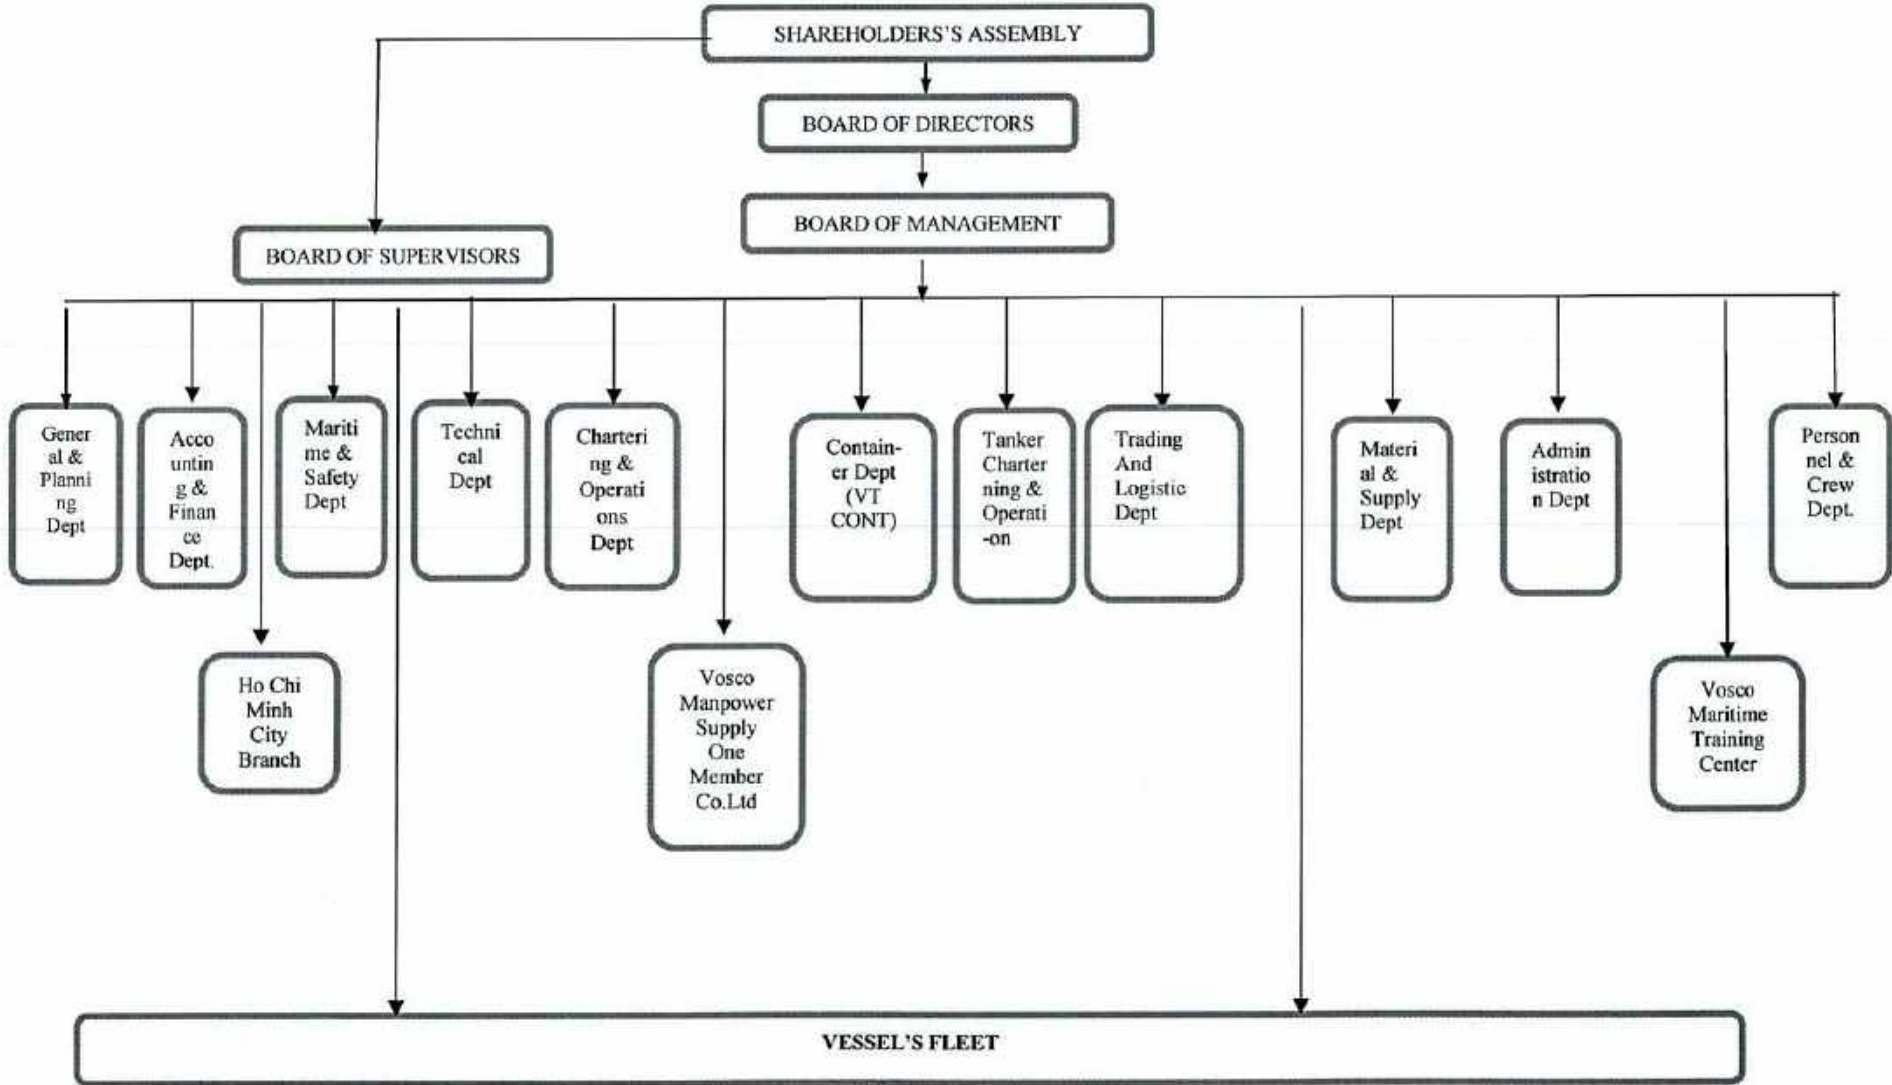 SHAREHOLDERS'S ASSEMBLY
BOARD OF DIRECTORS
BOARD OF MANAGEMENT
BOARD OF SUPERVISORS
Gener
al &
Planni
ng
Dept
Acco
untin
g &
Finan
ce
Dept.
Mariti
me &
Safety
Dept
Techni
cal
Dept
Charteri
ng &
Operati
ons
Dept
Contain-
er Dept
(VT
CONT)
Tanker
Charter
ning &
Operati
-on
Trading
And
Logistic
Dept
Materi
al &
Supply
Dept
Admin
istratio
n Dept
Person
nel &
Crew
Dept.
Ho Chi
Minh
City
Branch
Vosco
Manpower
Supply
One
Member
Co.Ltd
Vosco
Maritime
Training
Center
VESSEL'S FLEET